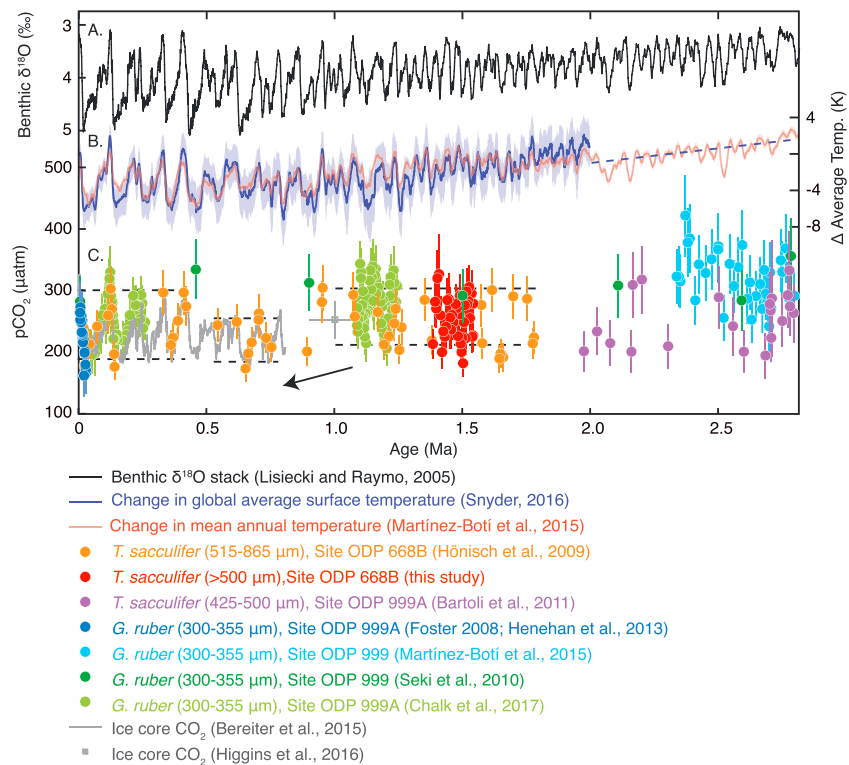 A.
Benthic δ¹⁸O (‰)
3
4
5
B.
Δ Average Temp. (K)
4
0
-4
-8
C.
pCO₂ (µatm)
500
400
300
200
100
0 0.5 1.0 1.5 2.0 2.5
Age (Ma)
Benthic δ¹⁸O stack (Lisiecki and Raymo, 2005)
Change in global average surface temperature (Snyder, 2016)
Change in mean annual temperature (Martínez-Botí et al., 2015)
T. sacculifer (515-865 µm), Site ODP 668B (Hönisch et al., 2009)
T. sacculifer (>500 µm),Site ODP 668B (this study)
T. sacculifer (425-500 µm), Site ODP 999A (Bartoli et al., 2011)
G. ruber (300-355 µm), Site ODP 999A (Foster 2008; Henehan et al., 2013)
G. ruber (300-355 µm), Site ODP 999 (Martínez-Botí et al., 2015)
G. ruber (300-355 µm), Site ODP 999 (Seki et al., 2010)
G. ruber (300-355 µm), Site ODP 999A (Chalk et al., 2017)
Ice core CO₂ (Bereiter et al., 2015)
Ice core CO₂ (Higgins et al., 2016)